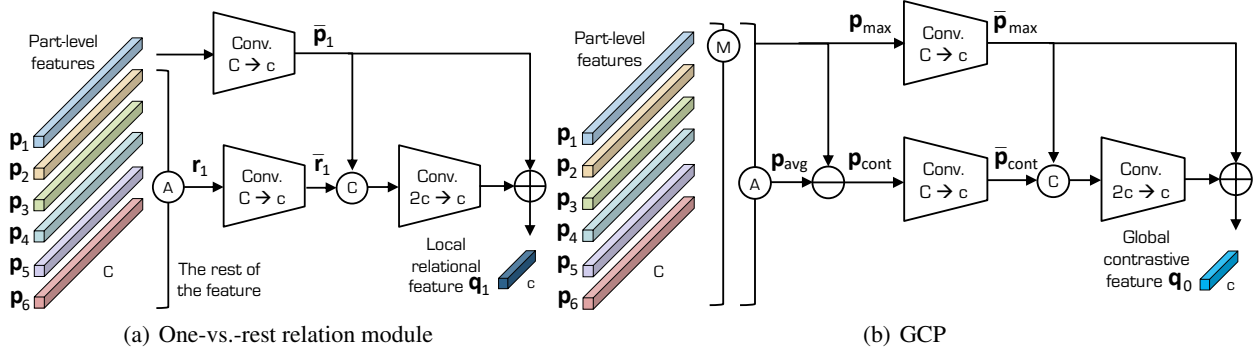 Part-level
features
p1
p2
p3
p4
p5
p6
C
A
The rest of
the feature
Conv.
C → c
p̄1
r1
Conv.
C → c
r̄1
C
Conv.
2c → c
Local
relational
feature q1
c
(a) One-vs.-rest relation module
Part-level
features
p1
p2
p3
p4
p5
p6
C
M
A
pmax
Conv.
C → c
p̄max
pavg
pcont
Conv.
C → c
p̄cont
C
Conv.
2c → c
Global
contrastive
feature q0
c
(b) GCP